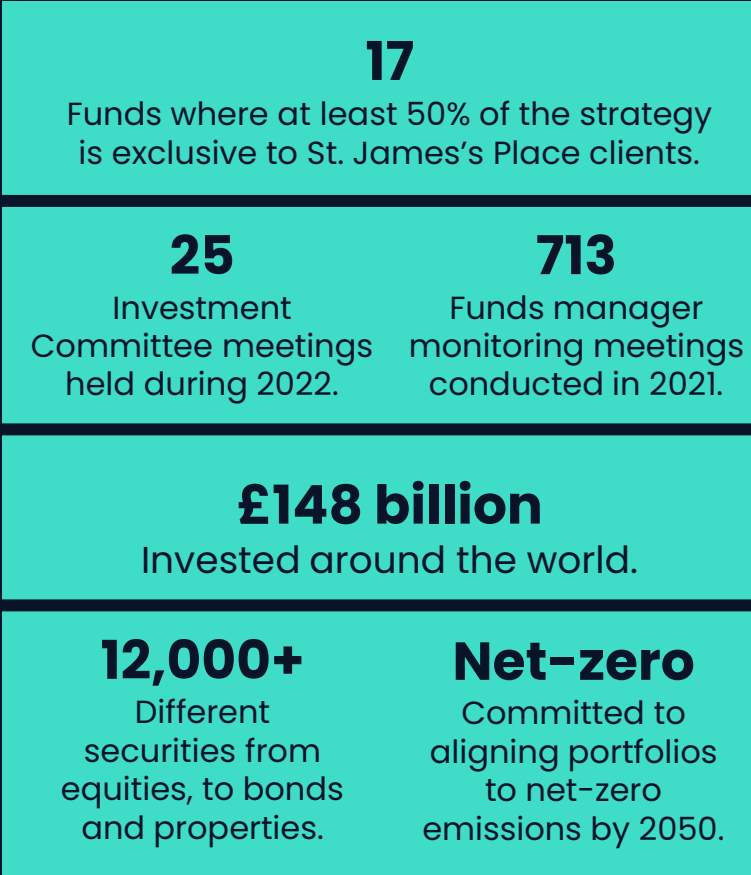 17
Funds where at least 50% of the strategy
is exclusive to St. James's Place clients.
25
Investment
Committee meetings
held during 2022.
713
Funds manager
monitoring meetings
conducted in 2021.
£148 billion
Invested around the world.
12,000+
Different
securities from
equities, to bonds
and properties.
Net-zero
Committed to
aligning portfolios
to net-zero
emissions by 2050.